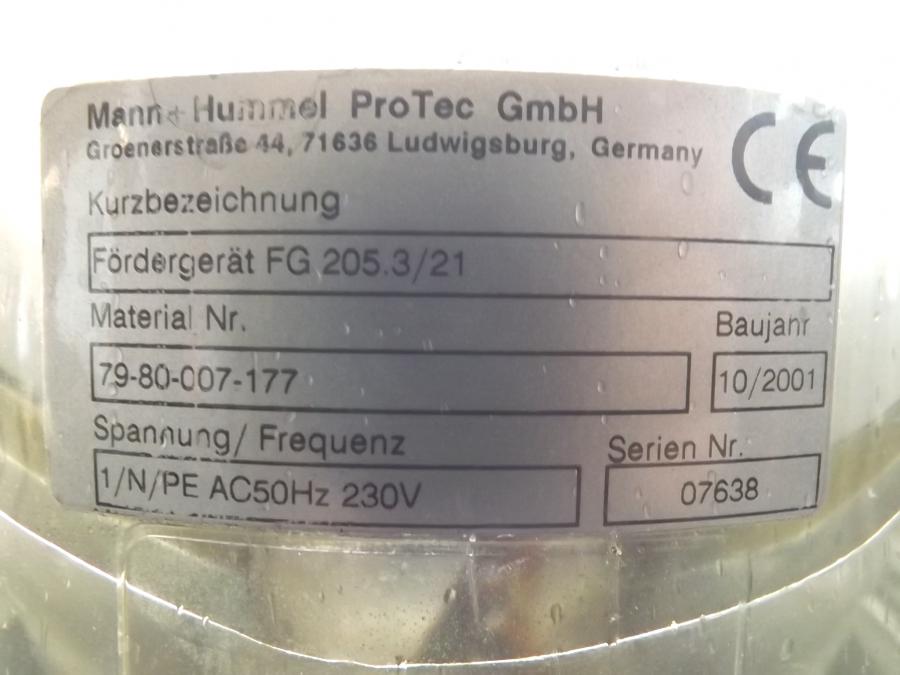 Mann+Hummel ProTec GmbH
Groenerstraße 44, 71636 Ludwigsburg, Germany
CE
Kurzbezeichnung
Fördergerät FG 205.3/21
Material Nr.
Baujahr
79-80-007-177
10/2001
Spannung/ Frequenz
Serien Nr.
1/N/PE AC50Hz 230V
07638